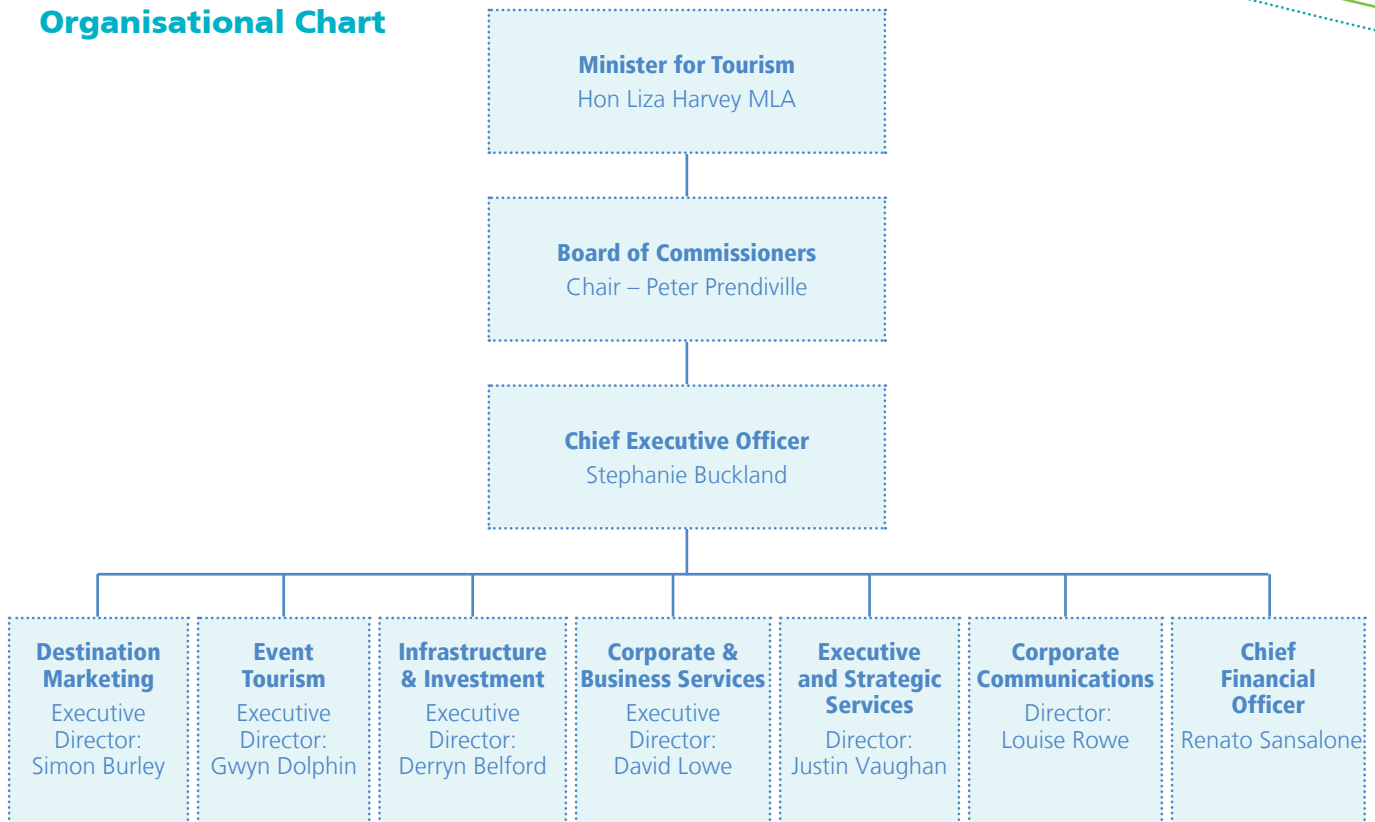 Organisational Chart
Minister for Tourism
Hon Liza Harvey MLA
Board of Commissioners
Chair – Peter Prendiville
Chief Executive Officer
Stephanie Buckland
Destination
Marketing
Executive
Director:
Simon Burley
Event
Tourism
Executive
Director:
Gwyn Dolphin
Infrastructure
& Investment
Executive
Director:
Derryn Belford
Corporate &
Business Services
Executive
Director:
David Lowe
Executive
and Strategic
Services
Director:
Justin Vaughan
Corporate
Communications
Director:
Louise Rowe
Chief
Financial
Officer
Renato Sansalone